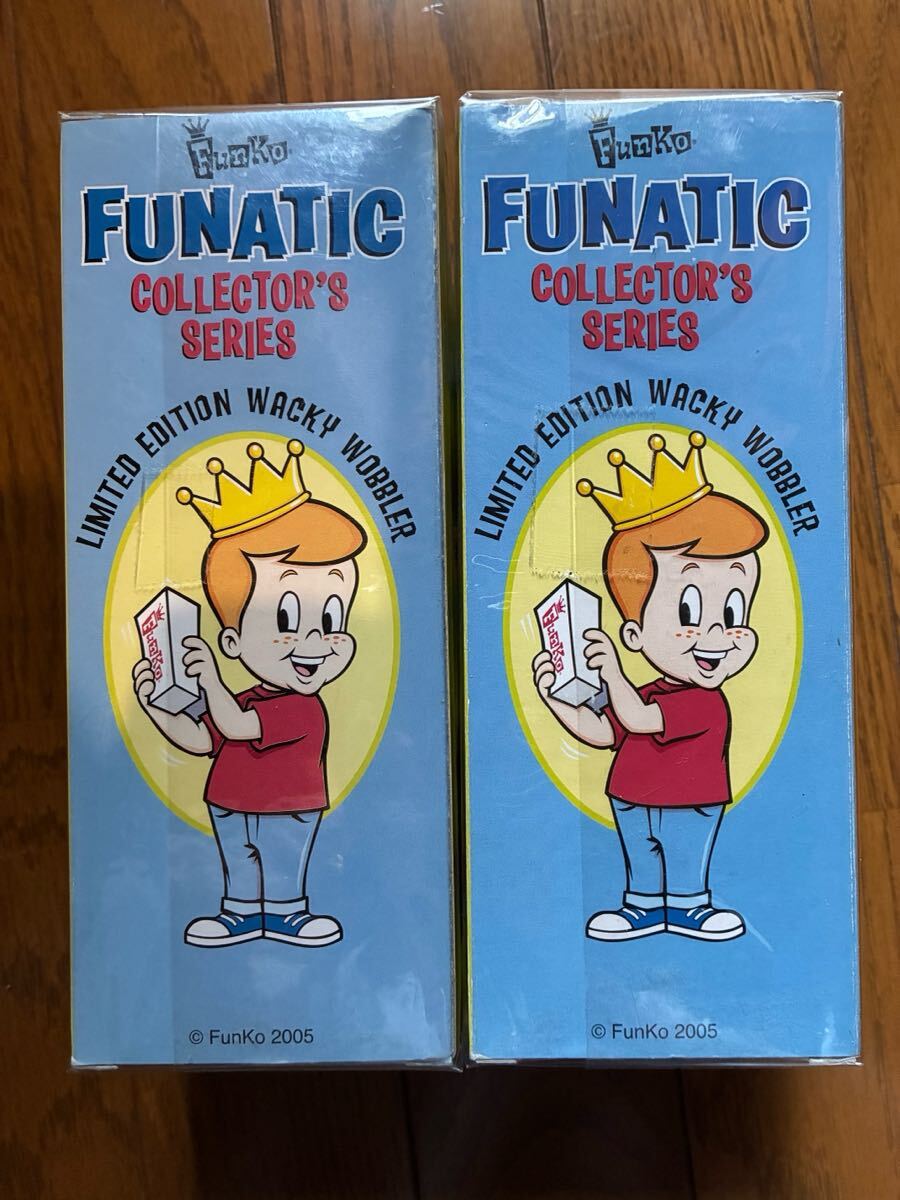 FunKo
FUNATIC
COLLECTOR'S
SERIES
LIMITED EDITION WACKY WOBBLER
FunKo
© FunKo 2005
FunKo®
FUNATIC
COLLECTOR'S
SERIES
LIMITED EDITION WACKY WOBBLER
FunKo
© FunKo 2005